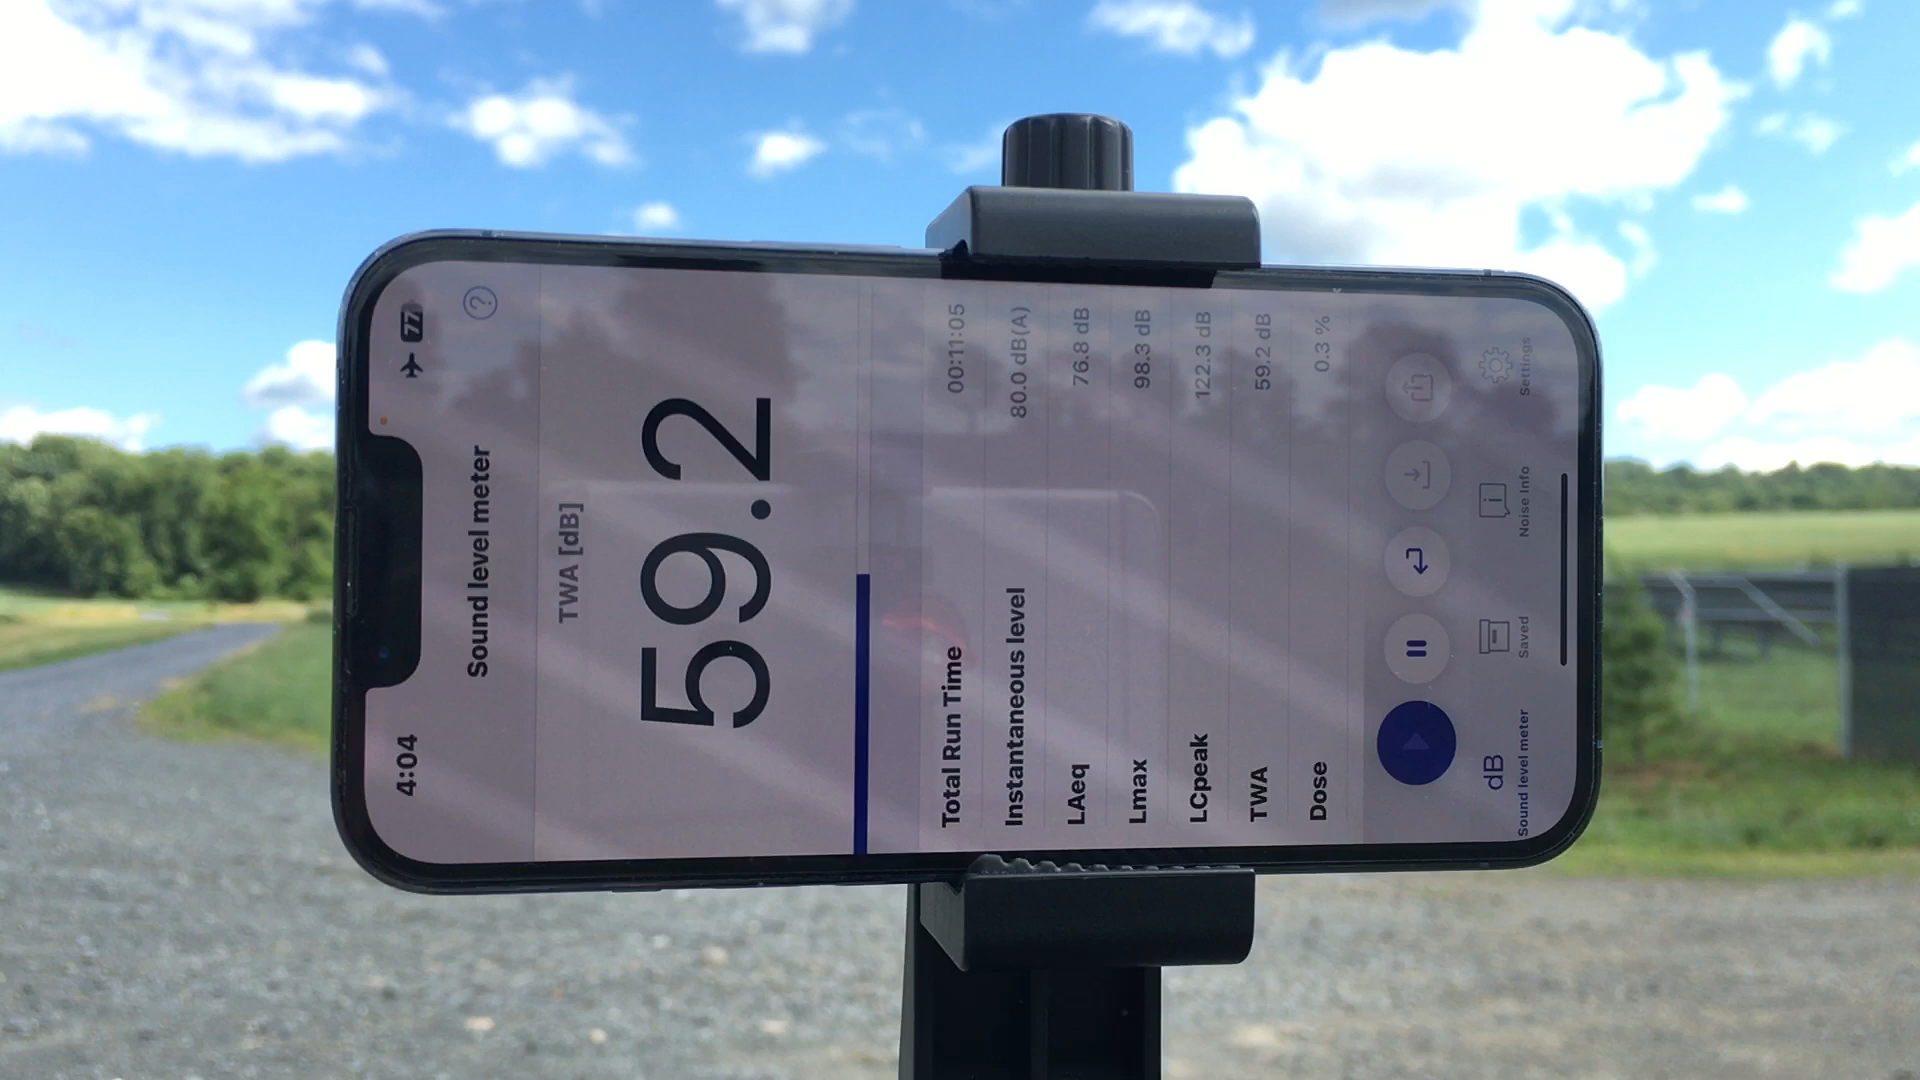 4:04
77
Sound level meter
?
TWA [dB]
59.2
Total Run Time 00:11:05
Instantaneous level 80.0 dB(A)
LAeq 76.8 dB
Lmax 98.3 dB
LCpeak 122.3 dB
TWA 59.2 dB
Dose 0.3 %
dB
Sound level meter
Saved
Noise Info
Settings